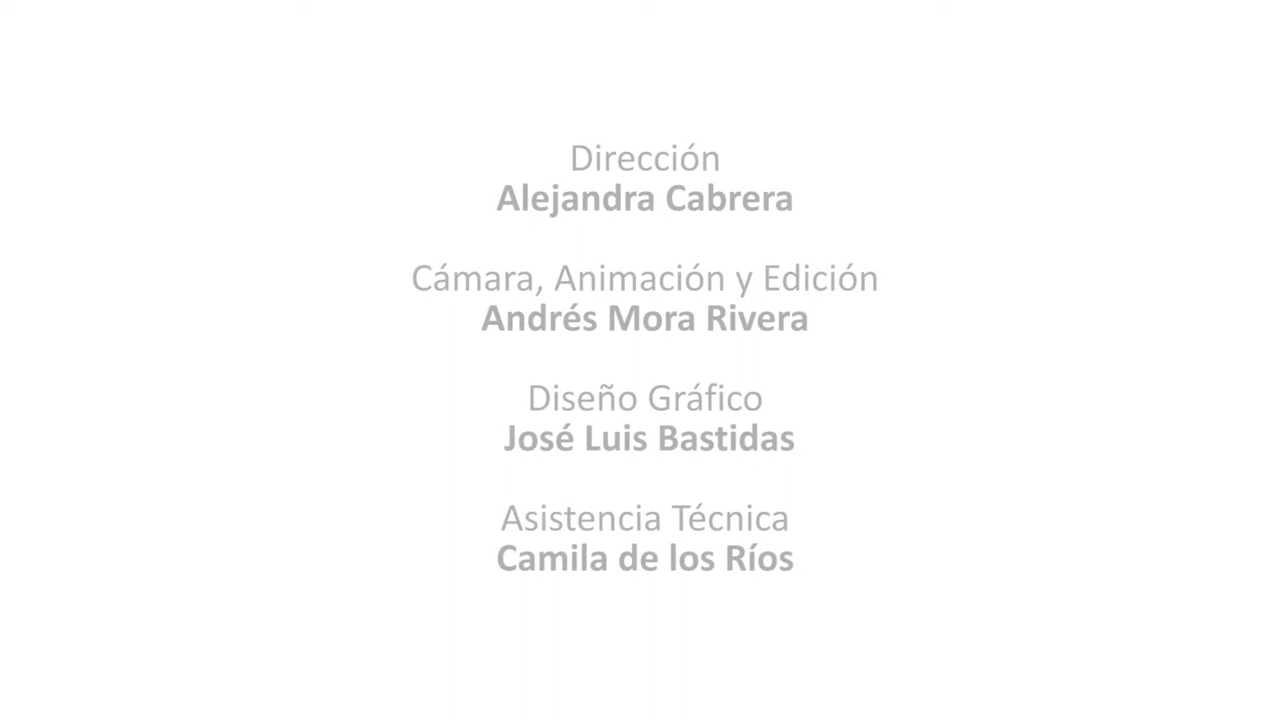 Dirección
Alejandra Cabrera
Cámara, Animación y Edición
Andrés Mora Rivera
Diseño Gráfico
José Luis Bastidas
Asistencia Técnica
Camila de los Ríos